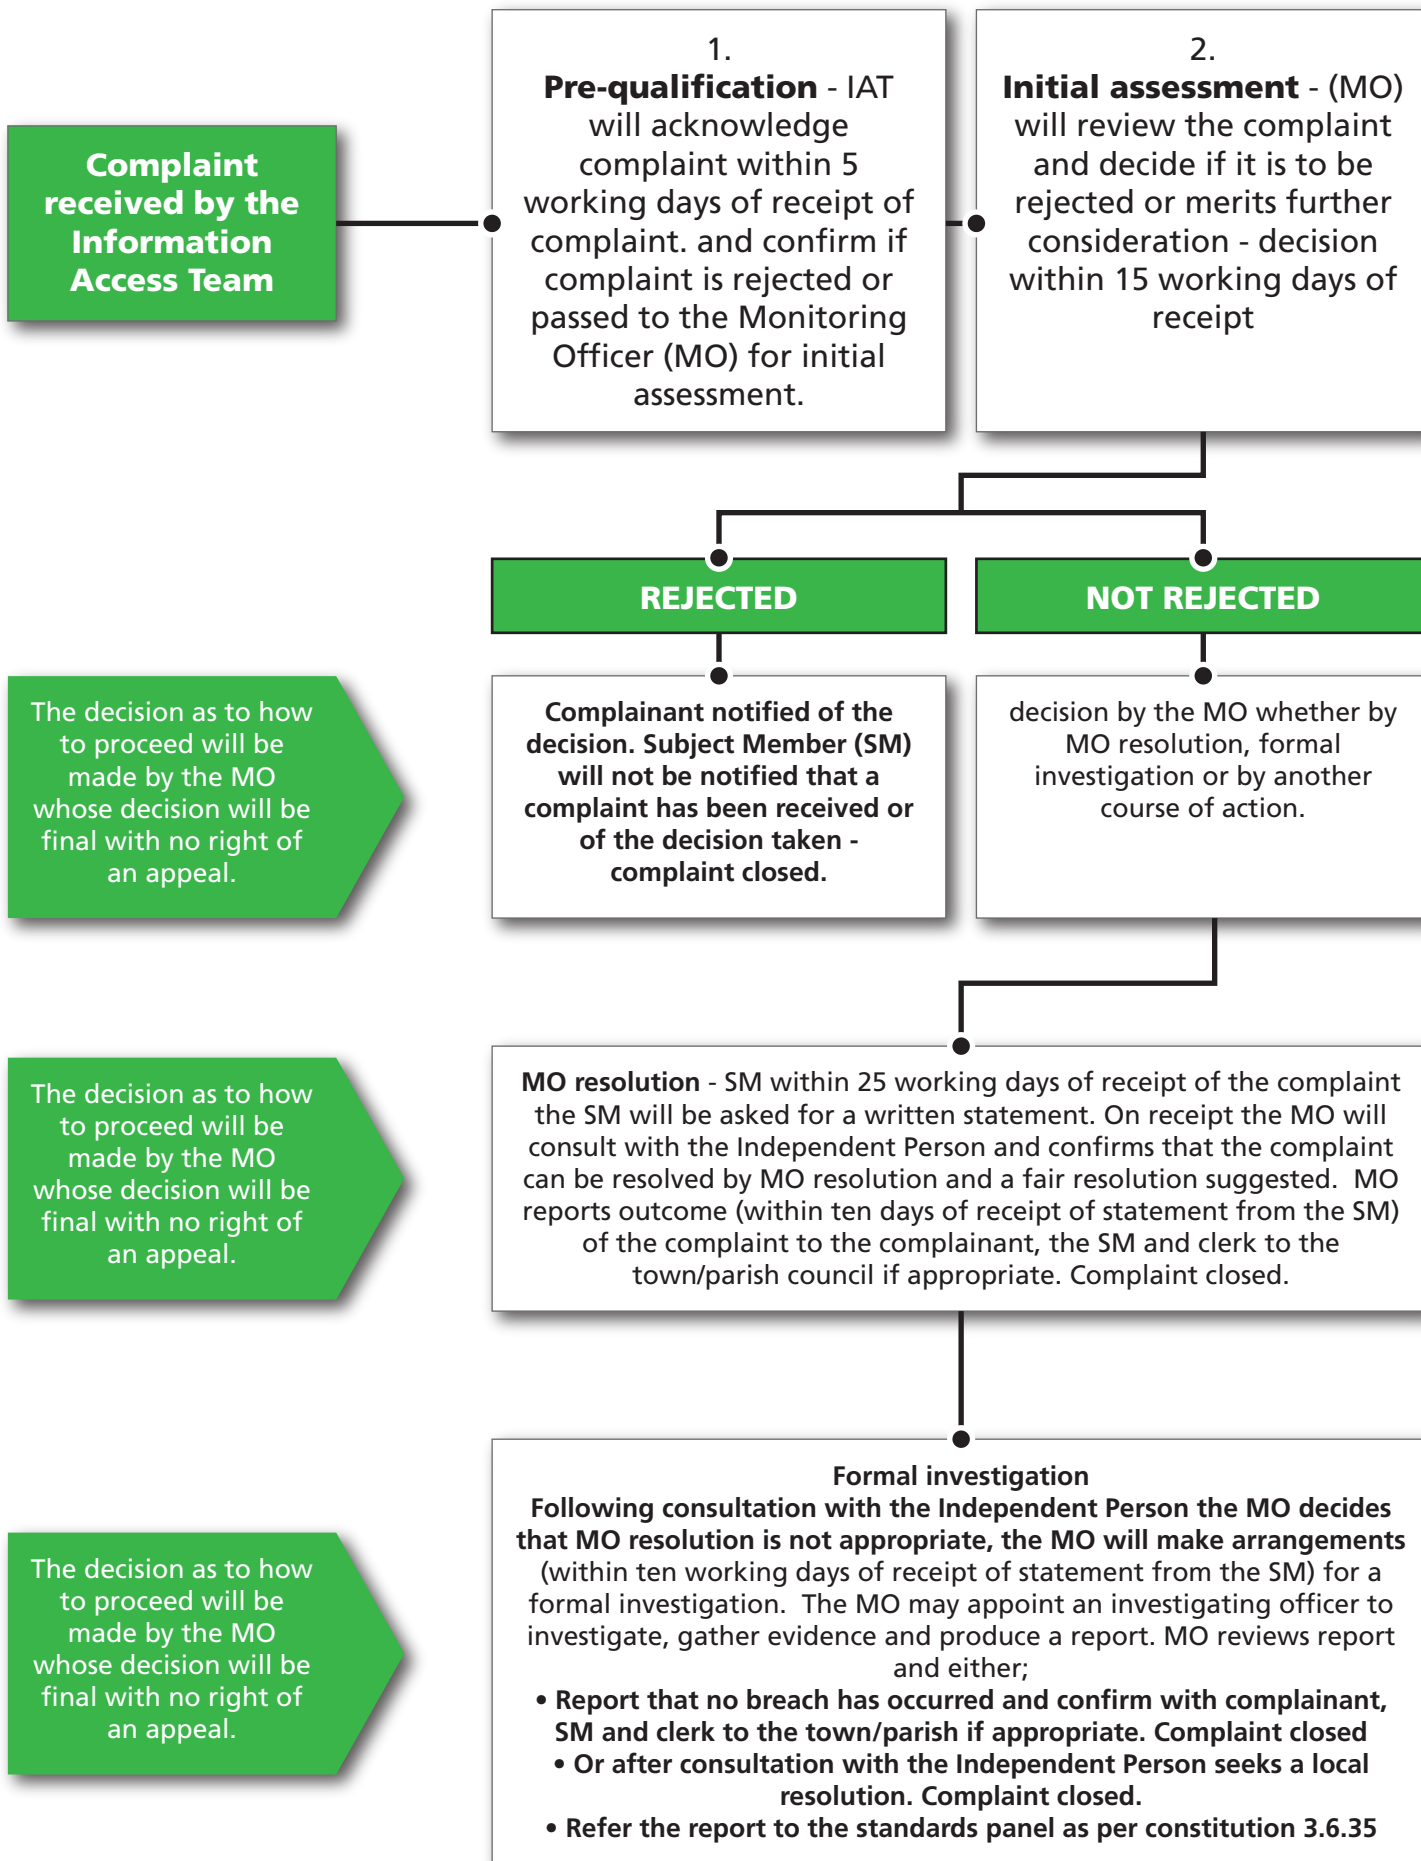 Complaint
received by the
Information
Access Team
1.
Pre-qualification - IAT
will acknowledge
complaint within 5
working days of receipt of
complaint. and confirm if
complaint is rejected or
passed to the Monitoring
Officer (MO) for initial
assessment.
2.
Initial assessment - (MO)
will review the complaint
and decide if it is to be
rejected or merits further
consideration - decision
within 15 working days of
receipt
REJECTED
NOT REJECTED
The decision as to how
to proceed will be
made by the MO
whose decision will be
final with no right of
an appeal.
Complainant notified of the
decision. Subject Member (SM)
will not be notified that a
complaint has been received or
of the decision taken -
complaint closed.
decision by the MO whether by
MO resolution, formal
investigation or by another
course of action.
The decision as to how
to proceed will be
made by the MO
whose decision will be
final with no right of
an appeal.
MO resolution - SM within 25 working days of receipt of the complaint
the SM will be asked for a written statement. On receipt the MO will
consult with the Independent Person and confirms that the complaint
can be resolved by MO resolution and a fair resolution suggested.  MO
reports outcome (within ten days of receipt of statement from the SM)
of the complaint to the complainant, the SM and clerk to the
town/parish council if appropriate. Complaint closed.
The decision as to how
to proceed will be
made by the MO
whose decision will be
final with no right of
an appeal.
Formal investigation
Following consultation with the Independent Person the MO decides
that MO resolution is not appropriate, the MO will make arrangements
(within ten working days of receipt of statement from the SM) for a
formal investigation.  The MO may appoint an investigating officer to
investigate, gather evidence and produce a report. MO reviews report
and either;
• Report that no breach has occurred and confirm with complainant,
SM and clerk to the town/parish if appropriate. Complaint closed
• Or after consultation with the Independent Person seeks a local
resolution. Complaint closed.
• Refer the report to the standards panel as per constitution 3.6.35